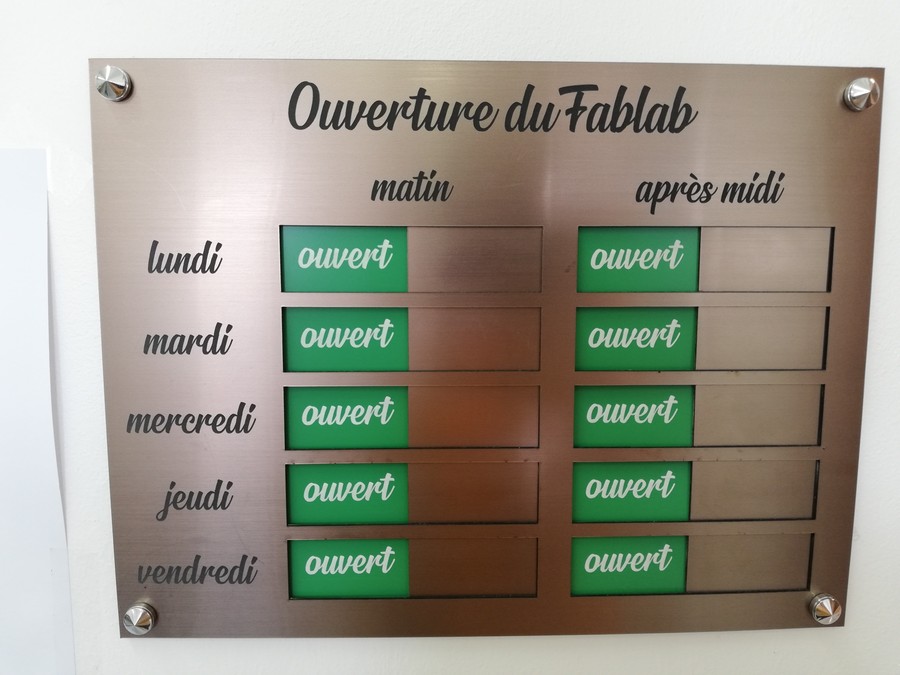 Ouverture du Fablab
matin après midi
lundi ouvert ouvert
mardi ouvert ouvert
mercredi ouvert ouvert
jeudi ouvert ouvert
vendredi ouvert ouvert